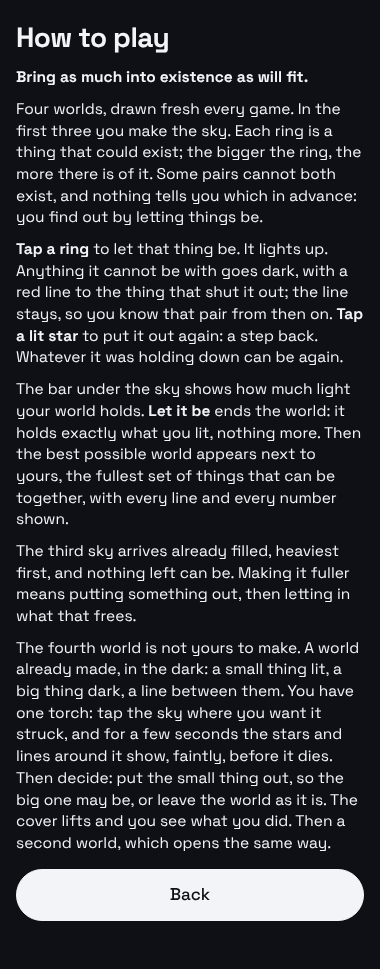 How to play
Bring as much into existence as will fit.
Four worlds, drawn fresh every game. In the
first three you make the sky. Each ring is a
thing that could exist; the bigger the ring, the
more there is of it. Some pairs cannot both
exist, and nothing tells you which in advance:
you find out by letting things be.
Tap a ring to let that thing be. It lights up.
Anything it cannot be with goes dark, with a
red line to the thing that shut it out; the line
stays, so you know that pair from then on. Tap
a lit star to put it out again: a step back.
Whatever it was holding down can be again.
The bar under the sky shows how much light
your world holds. Let it be ends the world: it
holds exactly what you lit, nothing more. Then
the best possible world appears next to
yours, the fullest set of things that can be
together, with every line and every number
shown.
The third sky arrives already filled, heaviest
first, and nothing left can be. Making it fuller
means putting something out, then letting in
what that frees.
The fourth world is not yours to make. A world
already made, in the dark: a small thing lit, a
big thing dark, a line between them. You have
one torch: tap the sky where you want it
struck, and for a few seconds the stars and
lines around it show, faintly, before it dies.
Then decide: put the small thing out, so the
big one may be, or leave the world as it is. The
cover lifts and you see what you did. Then a
second world, which opens the same way.
Back